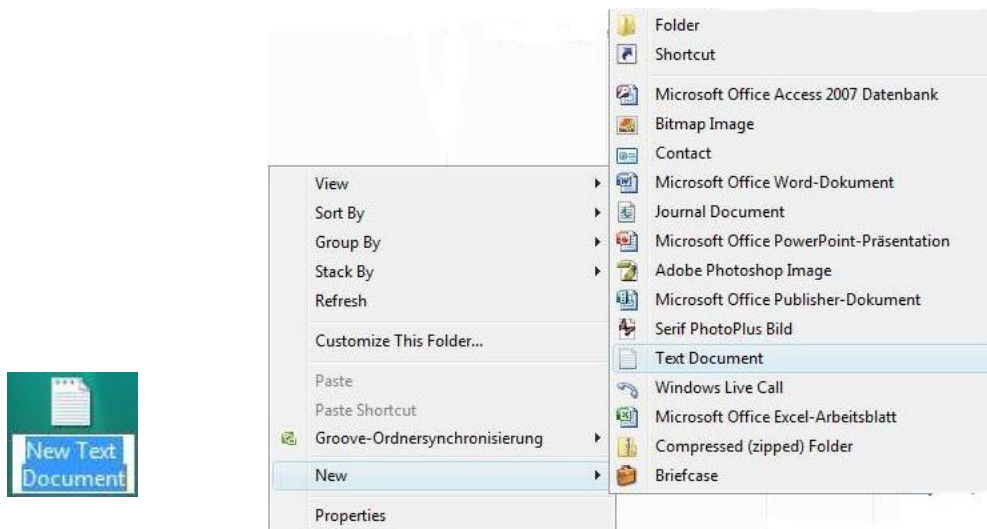 Folder
Shortcut
Microsoft Office Access 2007 Datenbank
Bitmap Image
Contact
Microsoft Office Word-Dokument
Journal Document
Microsoft Office PowerPoint-Präsentation
Adobe Photoshop Image
Microsoft Office Publisher-Dokument
Serif PhotoPlus Bild
Text Document
Windows Live Call
Microsoft Office Excel-Arbeitsblatt
Compressed (zipped) Folder
Briefcase
View
Sort By
Group By
Stack By
Refresh
Customize This Folder...
Paste
Paste Shortcut
Groove-Ordnersynchronisierung
New
Properties
New Text
Document